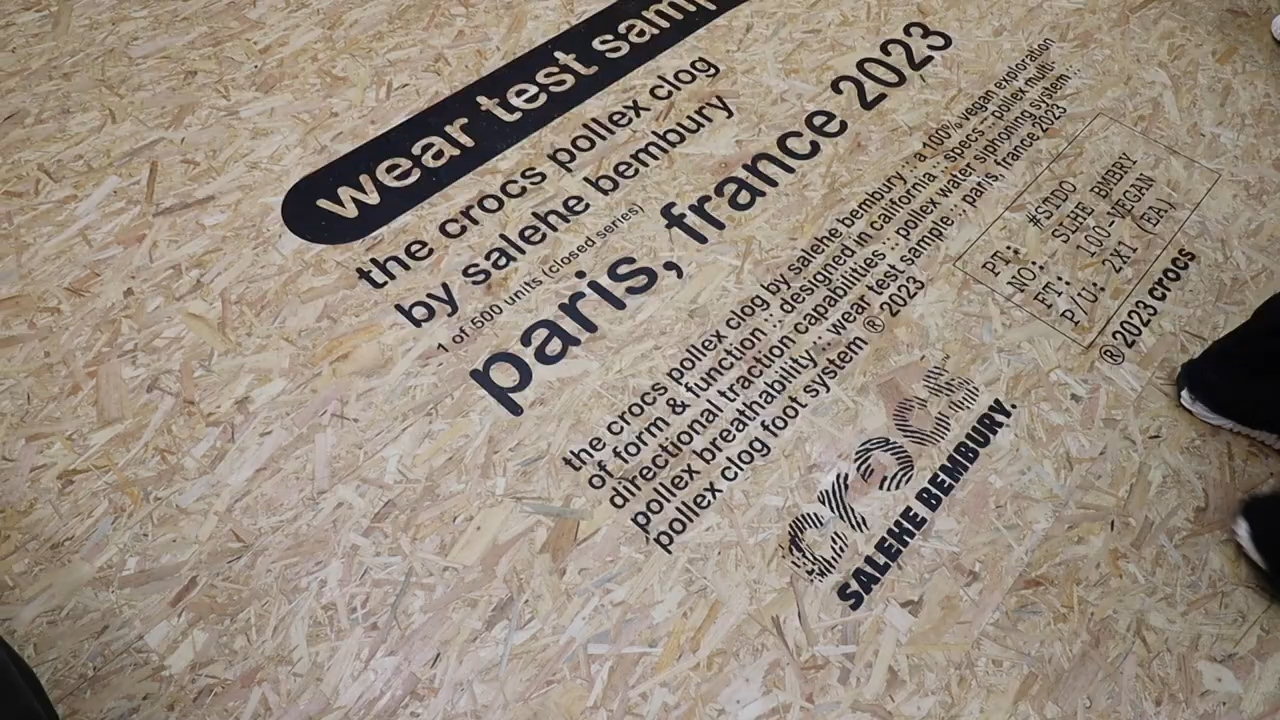 wear test samp
the crocs pollex clog
by salehe bembury
1 of 500 units (closed series)
paris, france 2023
the crocs pollex clog by salehe bembury :: a 100% vegan exploration
of form & function :: designed in california :: specs – pollex multi-
directional traction capabilities :: pollex water siphoning system ::
pollex breathability :: wear test sample :: paris, france 2023
pollex clog foot system ® 2023
PT: #STDO
NO: SLHE BMBRY
FT: 100-VEGAN
P/U: 2X1 (EA)
® 2023 crocs
crocs™
SALEHE BEMBURY.